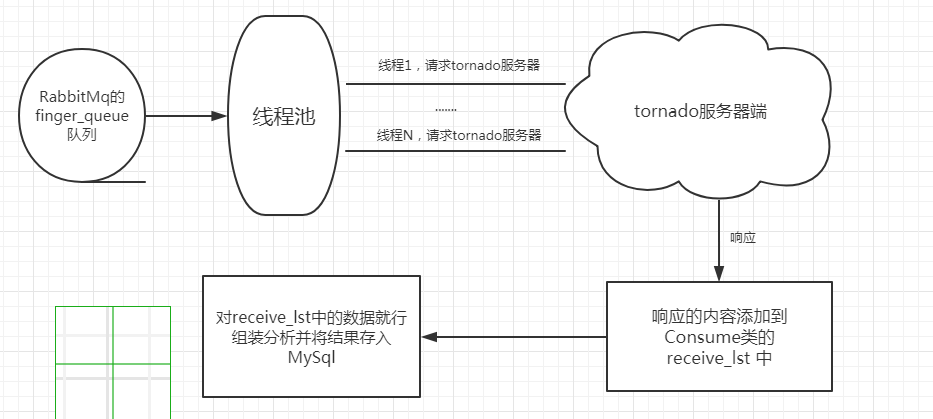 RabbitMq的
finger_queue
队列
线程池
线程1，请求tornado服务器
.......
线程N，请求tornado服务器
tornado服务器端
响应
对receive_lst中的数据就行
组装分析并将结果存入
MySql
响应的内容添加到
Consume类的
receive_lst 中